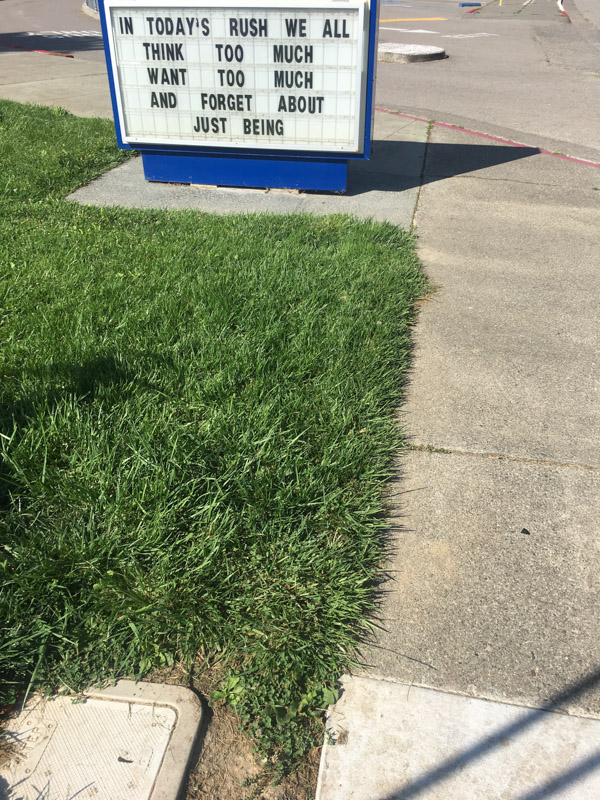 IN TODAY'S RUSH WE ALL
THINK TOO MUCH
WANT TOO MUCH
AND FORGET ABOUT
JUST BEING